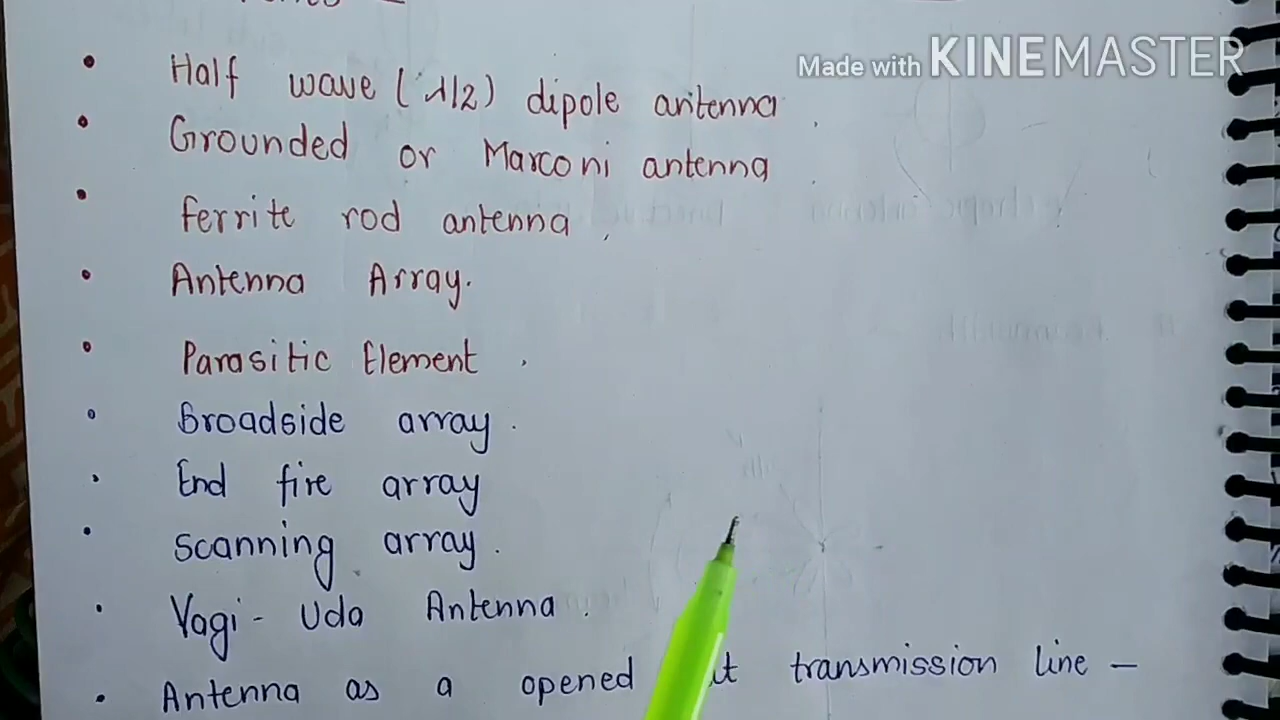 Made with KINEMASTER
Half wave (λ/2) dipole antenna
Grounded or Marconi antenna
ferrite rod antenna,
Antenna Array.
Parasitic Element.
Broadside array.
End fire array
Scanning array.
Yagi - Uda Antenna.
Antenna as a opened transmission line -